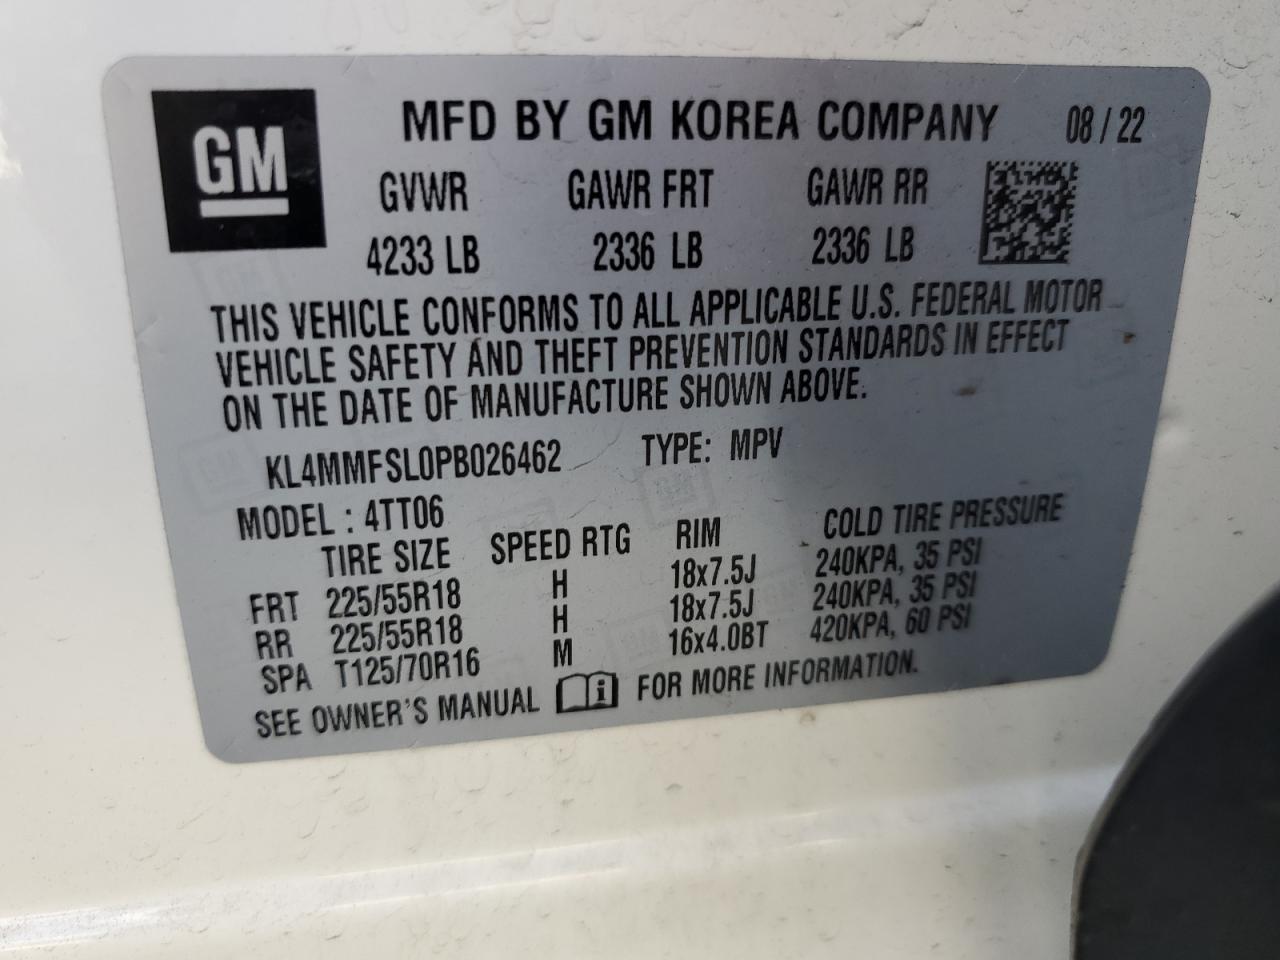 GM
MFD BY GM KOREA COMPANY 08 / 22
GVWR GAWR FRT GAWR RR
4233 LB 2336 LB 2336 LB
THIS VEHICLE CONFORMS TO ALL APPLICABLE U.S. FEDERAL MOTOR
VEHICLE SAFETY AND THEFT PREVENTION STANDARDS IN EFFECT
ON THE DATE OF MANUFACTURE SHOWN ABOVE.
KL4MMFSL0PB026462 TYPE: MPV
MODEL : 4TT06
TIRE SIZE SPEED RTG RIM COLD TIRE PRESSURE
FRT 225/55R18 H 18x7.5J 240KPA, 35 PSI
RR 225/55R18 H 18x7.5J 240KPA, 35 PSI
SPA T125/70R16 M 16x4.0BT 420KPA, 60 PSI
SEE OWNER'S MANUAL i FOR MORE INFORMATION.